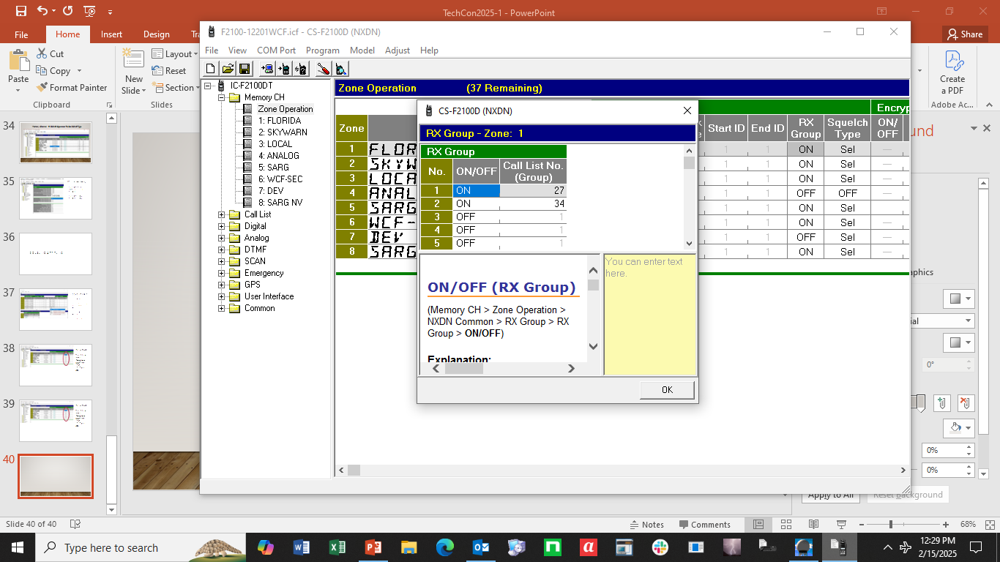 TechCon2025-1 - PowerPoint
File
Home
Insert
Design
Share
Paste
Cut
Copy
Format Painter
Clipboard
New
Slide
Layout
Reset
Section
Slides
Create
a PDF
Adobe Ac...
F2100-12201WCF.icf - CS-F2100D (NXDN)
File View COM Port Program Model Adjust Help
IC-F2100DT
Memory CH
Zone Operation
1: FLORIDA
2: SKYWARN
3: LOCAL
4: ANALOG
5: SARG
6: WCF-SEC
7: DEV
8: SARG NV
Call List
Digital
Analog
DTMF
SCAN
Emergency
GPS
User Interface
Common
Zone Operation (37 Remaining)
Encryp
Zone Start ID End ID RX Group Squelch Type ON/OFF
1 FLOR 1 1 ON Sel —
2 SKYW 1 1 ON Sel —
3 LOCA 1 1 ON Sel —
4 ANAL 1 1 OFF OFF —
5 SARG 1 1 ON Sel —
6 WCF- 1 1 ON Sel —
7 DEV 1 1 OFF Sel —
8 SARG 1 1 ON Sel —
CS-F2100D (NXDN)
RX Group - Zone: 1
RX Group
No. ON/OFF Call List No. (Group)
1 ON 27
2 ON 34
3 OFF 1
4 OFF 1
5 OFF 1
ON/OFF (RX Group)
(Memory CH > Zone Operation >
NXDN Common > RX Group > RX
Group > ON/OFF)
Explanation:
You can enter text
here.
OK
34
35
36
37
38
39
40
0°
0%
0%
Apply to All
Reset Background
Slide 40 of 40
Notes
Comments
68%
Type here to search
12:29 PM
2/15/2025